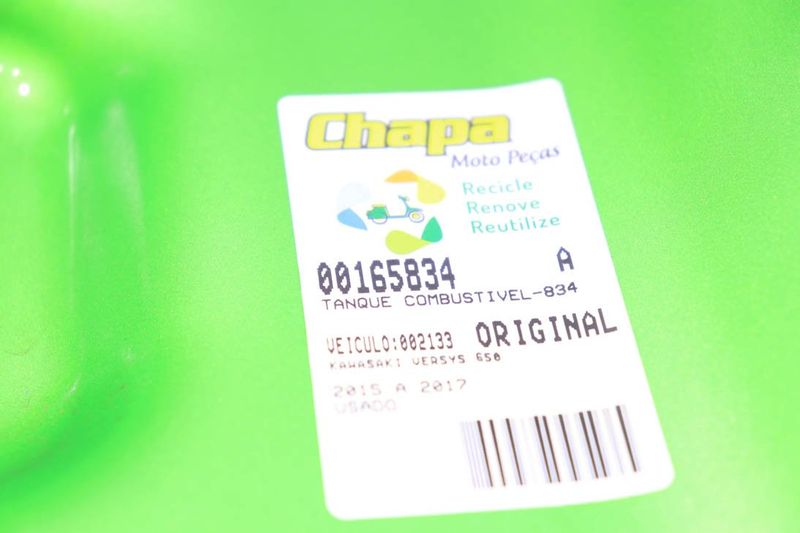 Chapa
Moto Peças
Recicle
Renove
Reutilize
00165834 A
TANQUE COMBUSTIVEL-834
VEICULO:002133 ORIGINAL
KAWASAKI VERSYS 650
2015 A 2017
USADO